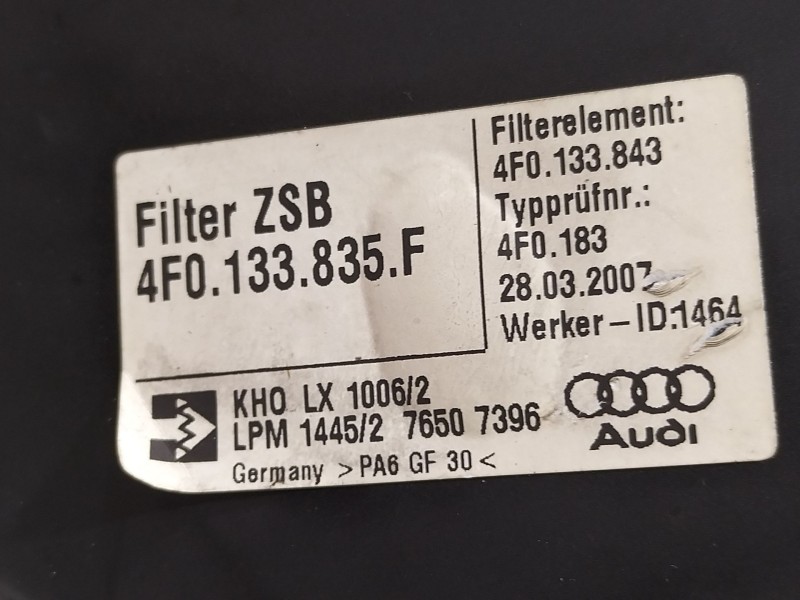 Filter ZSB
4F0.133.835.F
Filterelement:
4F0.133.843
Typprüfnr.:
4F0.183
28.03.2007
Werker-ID:1464
KHO LX 1006/2
LPM 1445/2 7650 7396
Germany >PA6 GF 30<
Audi